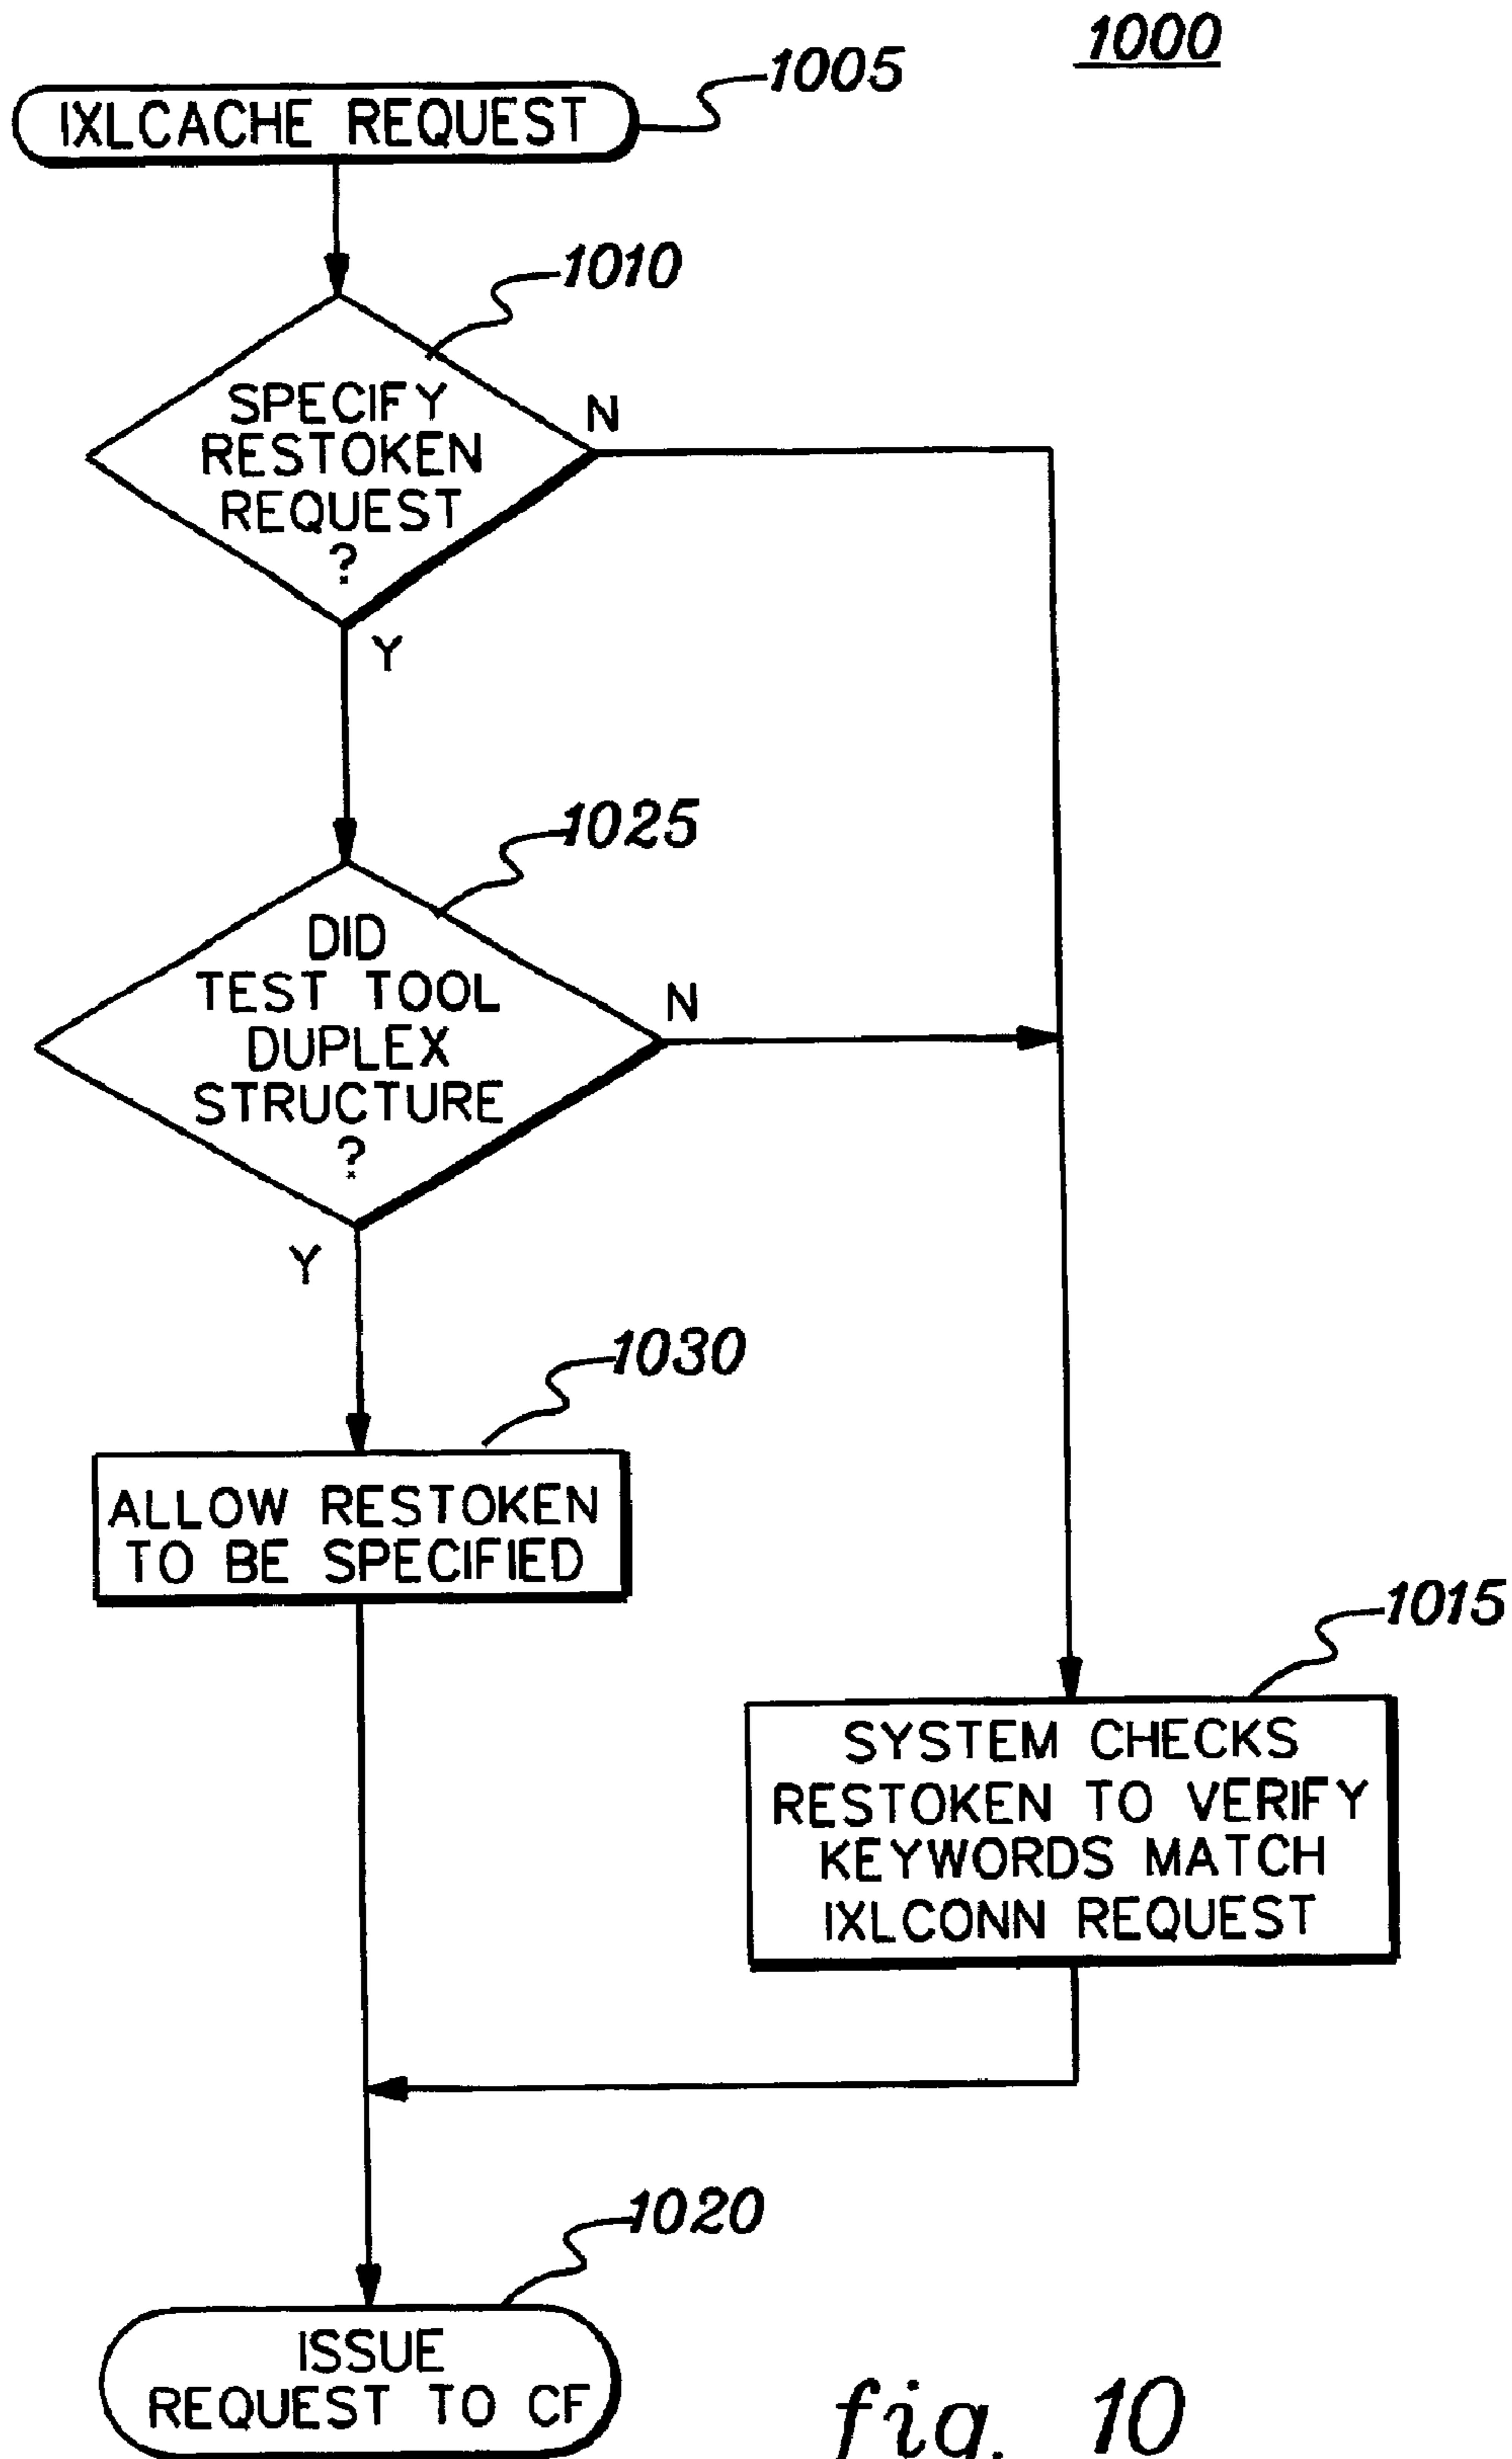 1000
1005
IXLCACHE REQUEST
1010
SPECIFY
RESTOKEN
REQUEST
?
N
Y
1025
DID
TEST TOOL
DUPLEX
STRUCTURE
?
N
Y
1030
ALLOW RESTOKEN
TO BE SPECIFIED
1015
SYSTEM CHECKS
RESTOKEN TO VERIFY
KEYWORDS MATCH
IXLCONN REQUEST
1020
ISSUE
REQUEST TO CF
fig. 10